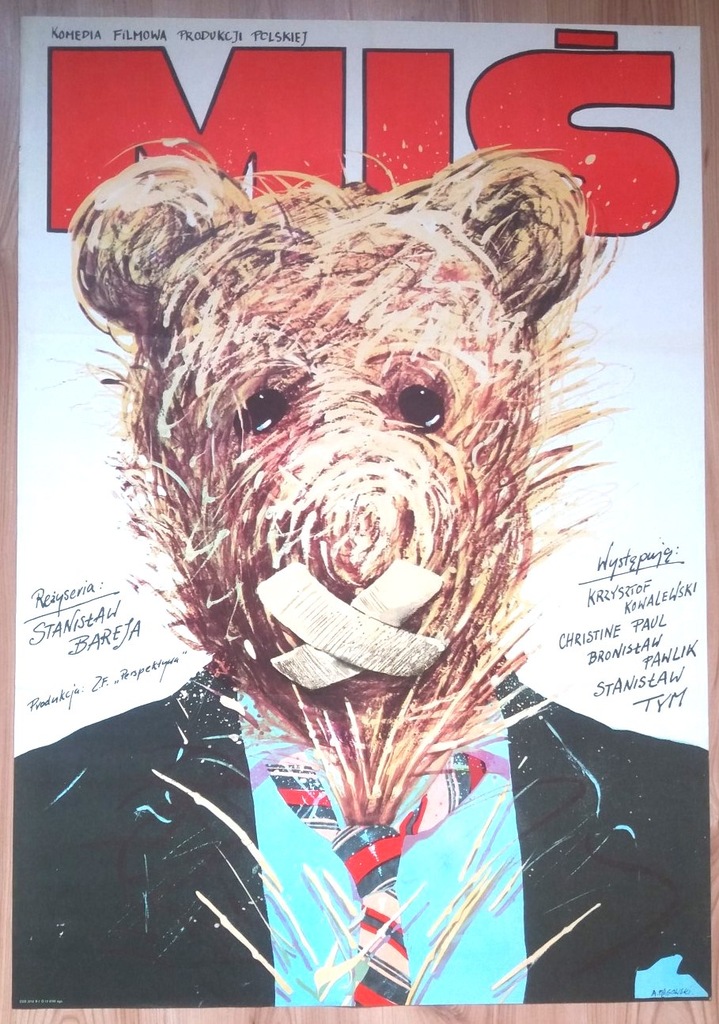 KOMEDIA FILMOWA PRODUKCJI POLSKIEJ
MIŚ
Reżyseria:
STANISŁAW
BAREJA
Produkcja: ZF. „Perspektywa"
Występują:
KRZYSZTOF
KOWALEWSKI
CHRISTINE PAUL
BRONISŁAW
PAWLIK
STANISŁAW
TYM